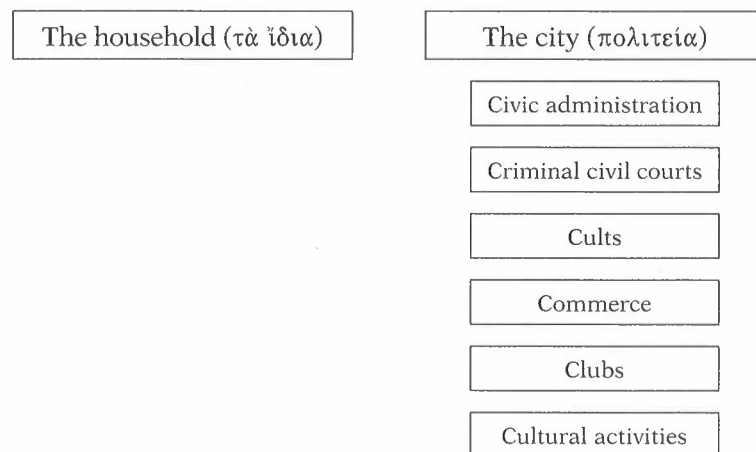 The household (τὰ ἴδια)
The city (πολιτεία)
Civic administration
Criminal civil courts
Cults
Commerce
Clubs
Cultural activities